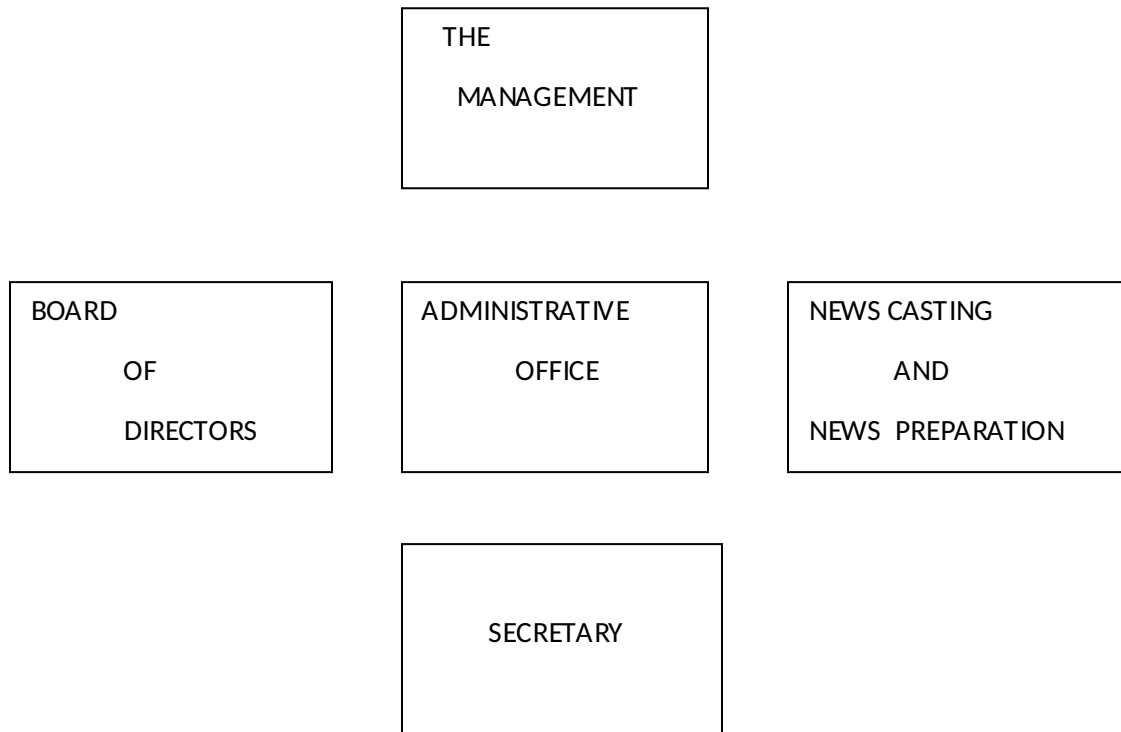 THE
MANAGEMENT
BOARD
OF
DIRECTORS
ADMINISTRATIVE
OFFICE
NEWS CASTING
AND
NEWS PREPARATION
SECRETARY